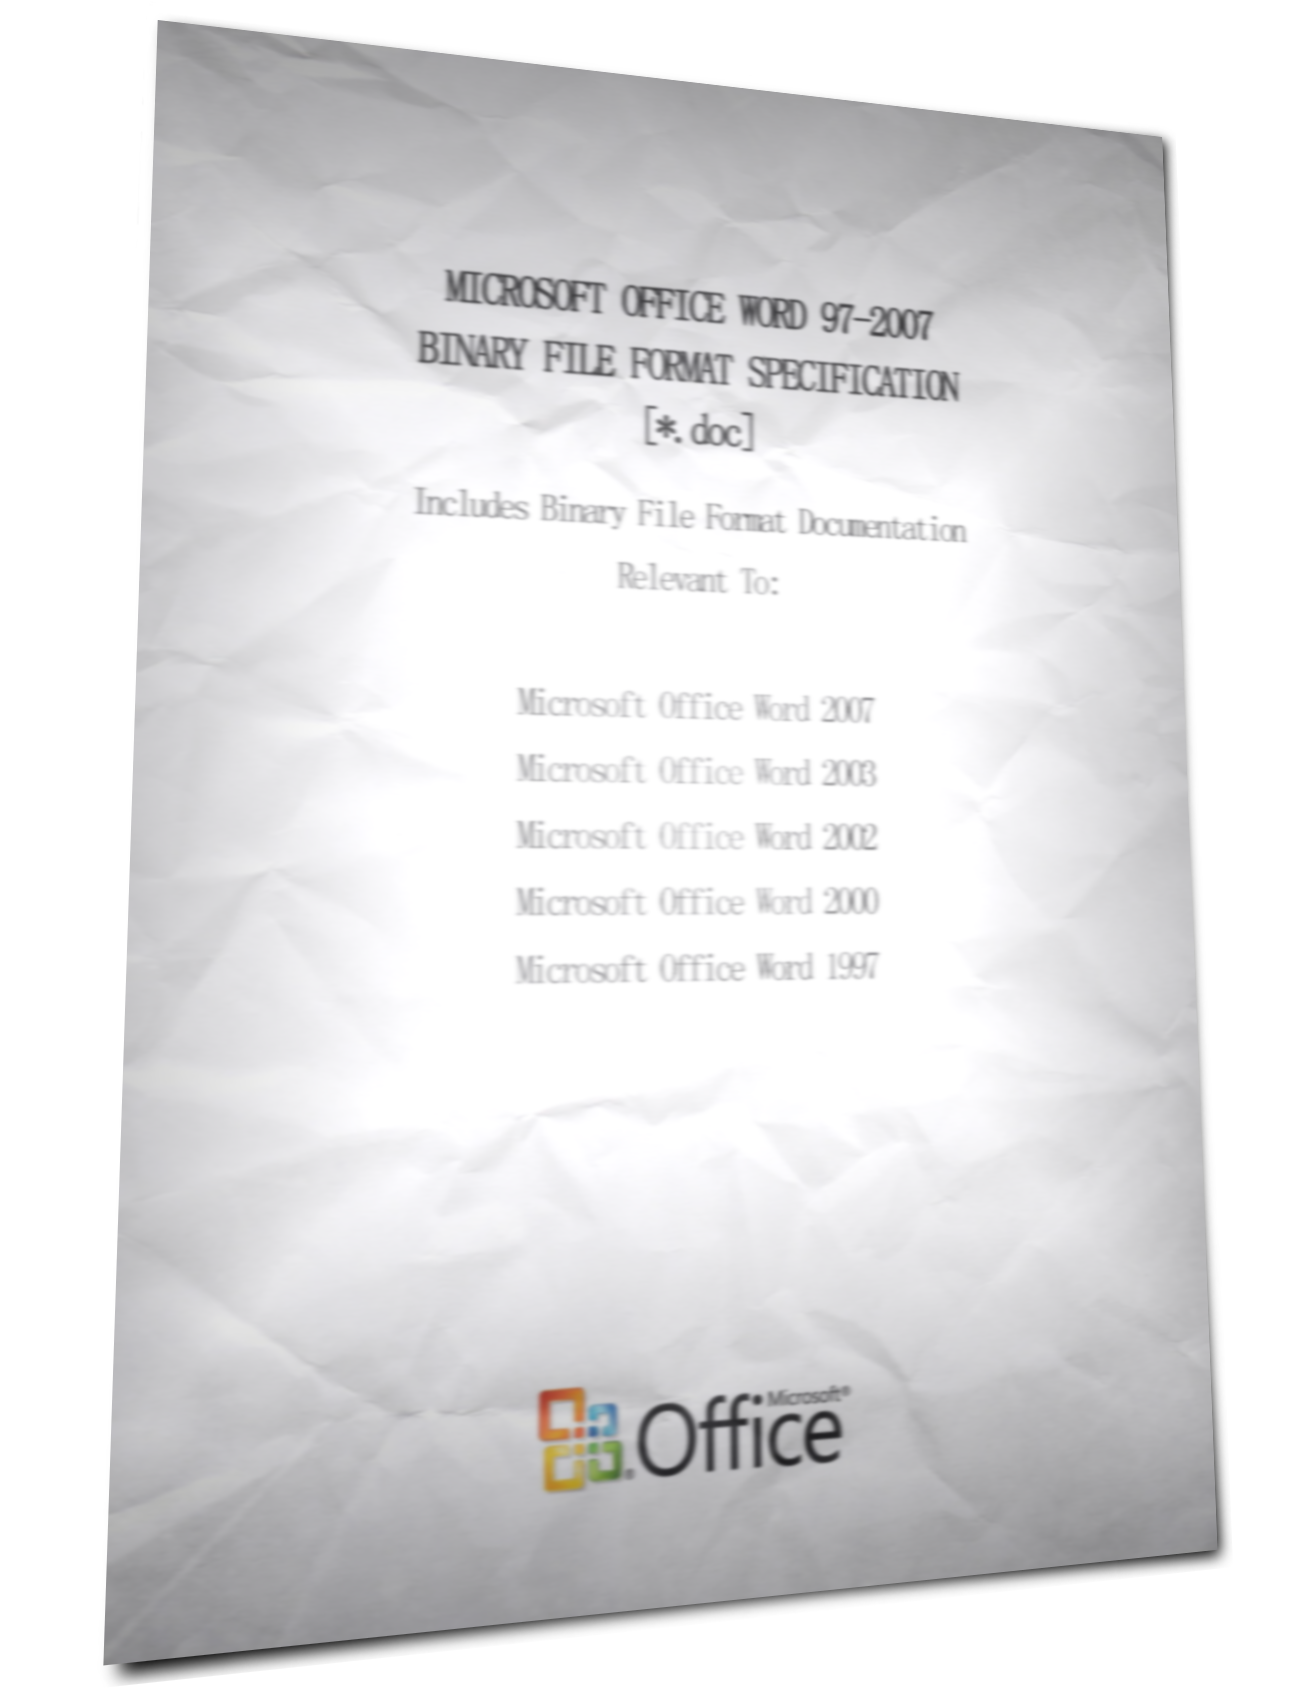 MICROSOFT OFFICE WORD 97-2007
BINARY FILE FORMAT SPECIFICATION
[*.doc]
Includes Binary File Format Documentation
Relevant To:
Microsoft Office Word 2007
Microsoft Office Word 2003
Microsoft Office Word 2002
Microsoft Office Word 2000
Microsoft Office Word 1997
Microsoft®
Office